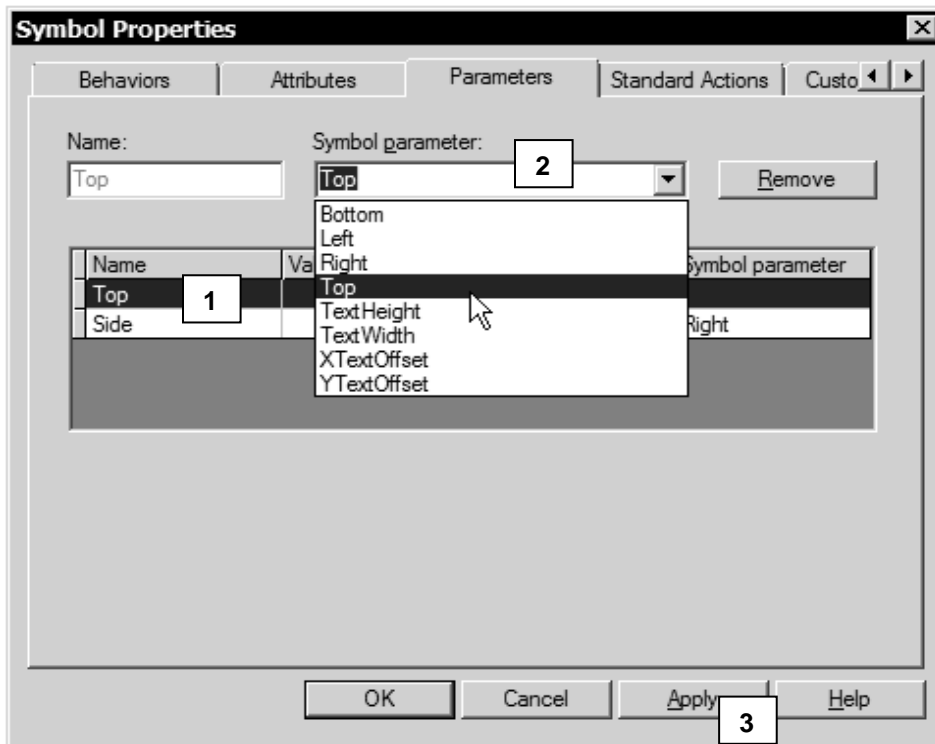 Symbol Properties
Behaviors Attributes Parameters Standard Actions Custo
Name: Symbol parameter:
Top Top 2 Remove
Bottom
Left
Right
Top
TextHeight
TextWidth
XTextOffset
YTextOffset
Name Va Symbol parameter
Top 1
Side Right
OK Cancel Apply Help
3